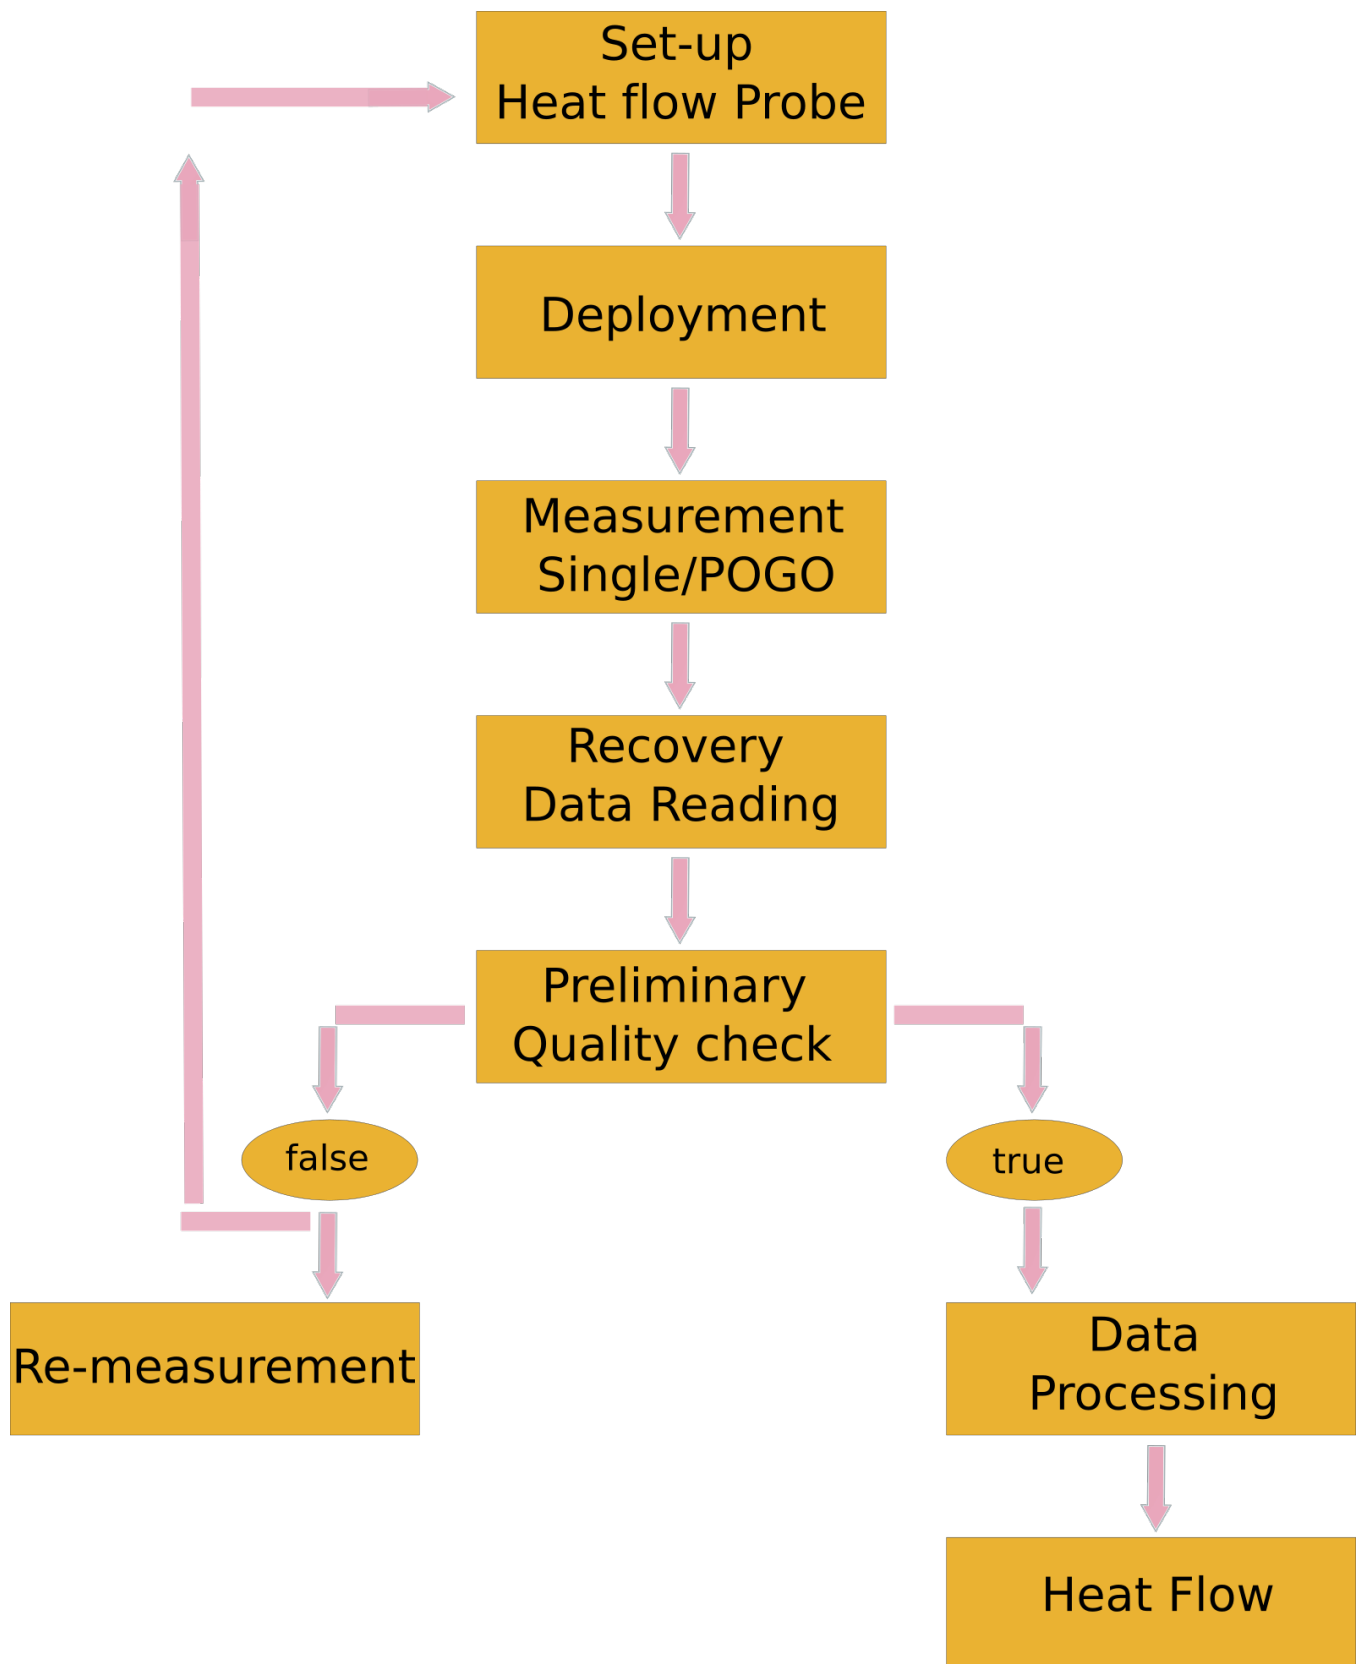 Set-up
Heat flow Probe
Deployment
Measurement
Single/POGO
Recovery
Data Reading
Preliminary
Quality check
false
true
Re-measurement
Data
Processing
Heat Flow